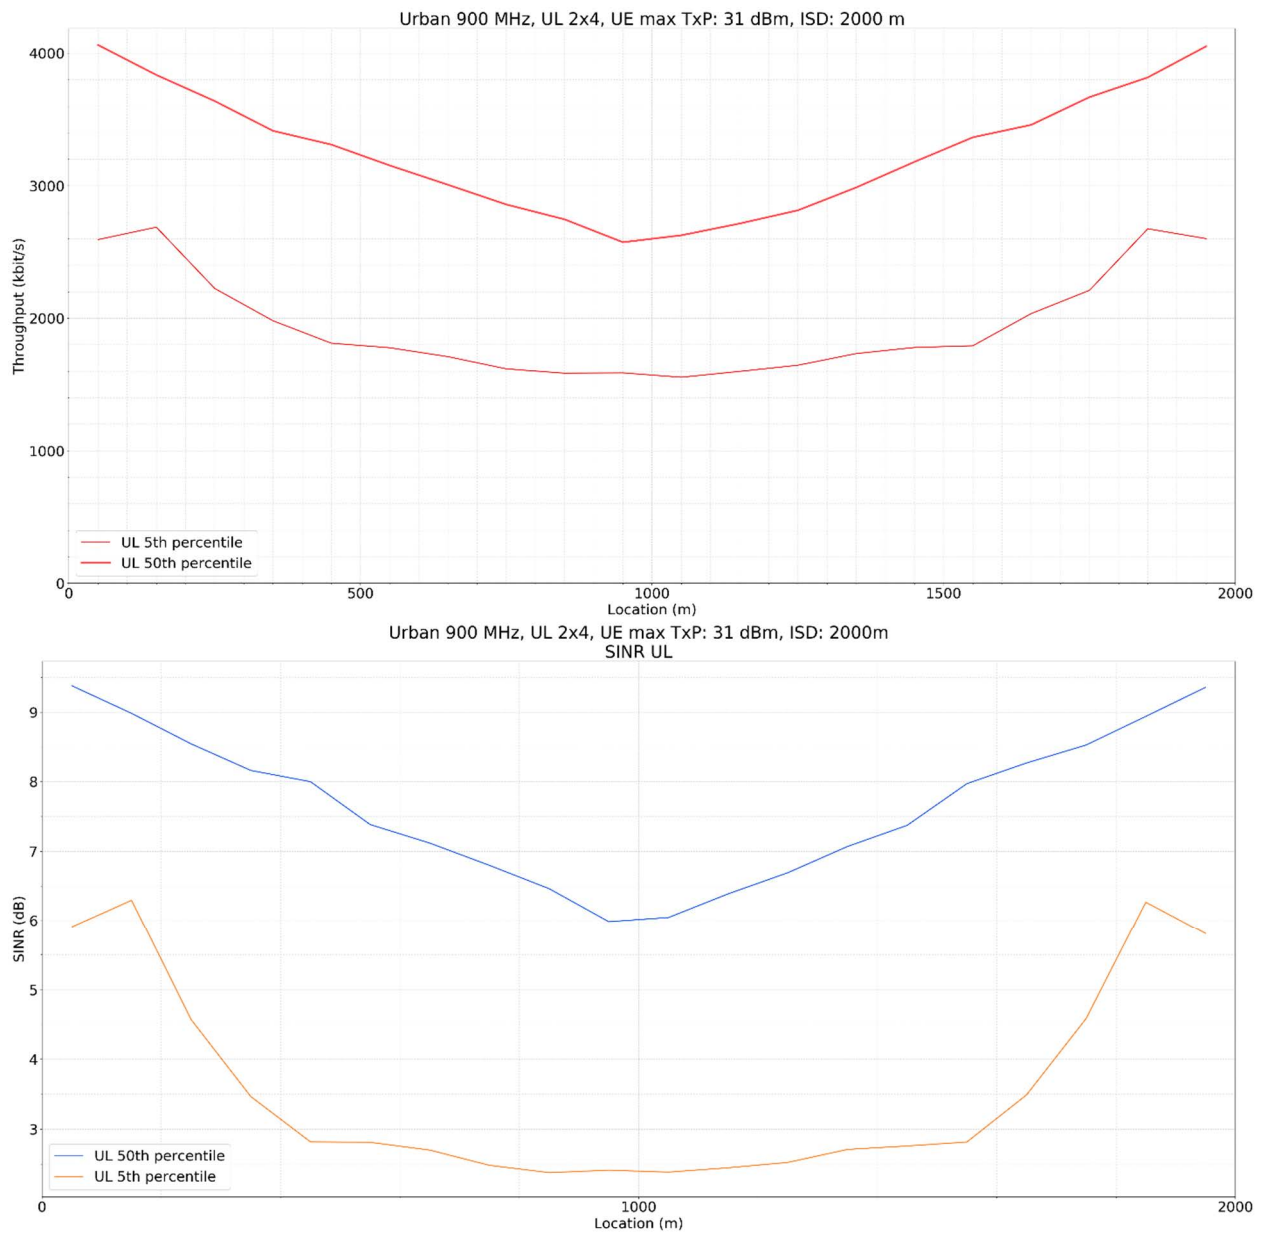 Urban 900 MHz, UL 2x4, UE max TxP: 31 dBm, ISD: 2000 m
4000
3000
2000
1000
0
Throughput (kbit/s)
UL 5th percentile
UL 50th percentile
0 500 1000 1500 2000
Location (m)
Urban 900 MHz, UL 2x4, UE max TxP: 31 dBm, ISD: 2000m
SINR UL
9
8
7
6
5
4
3
SINR (dB)
UL 50th percentile
UL 5th percentile
0 1000 2000
Location (m)